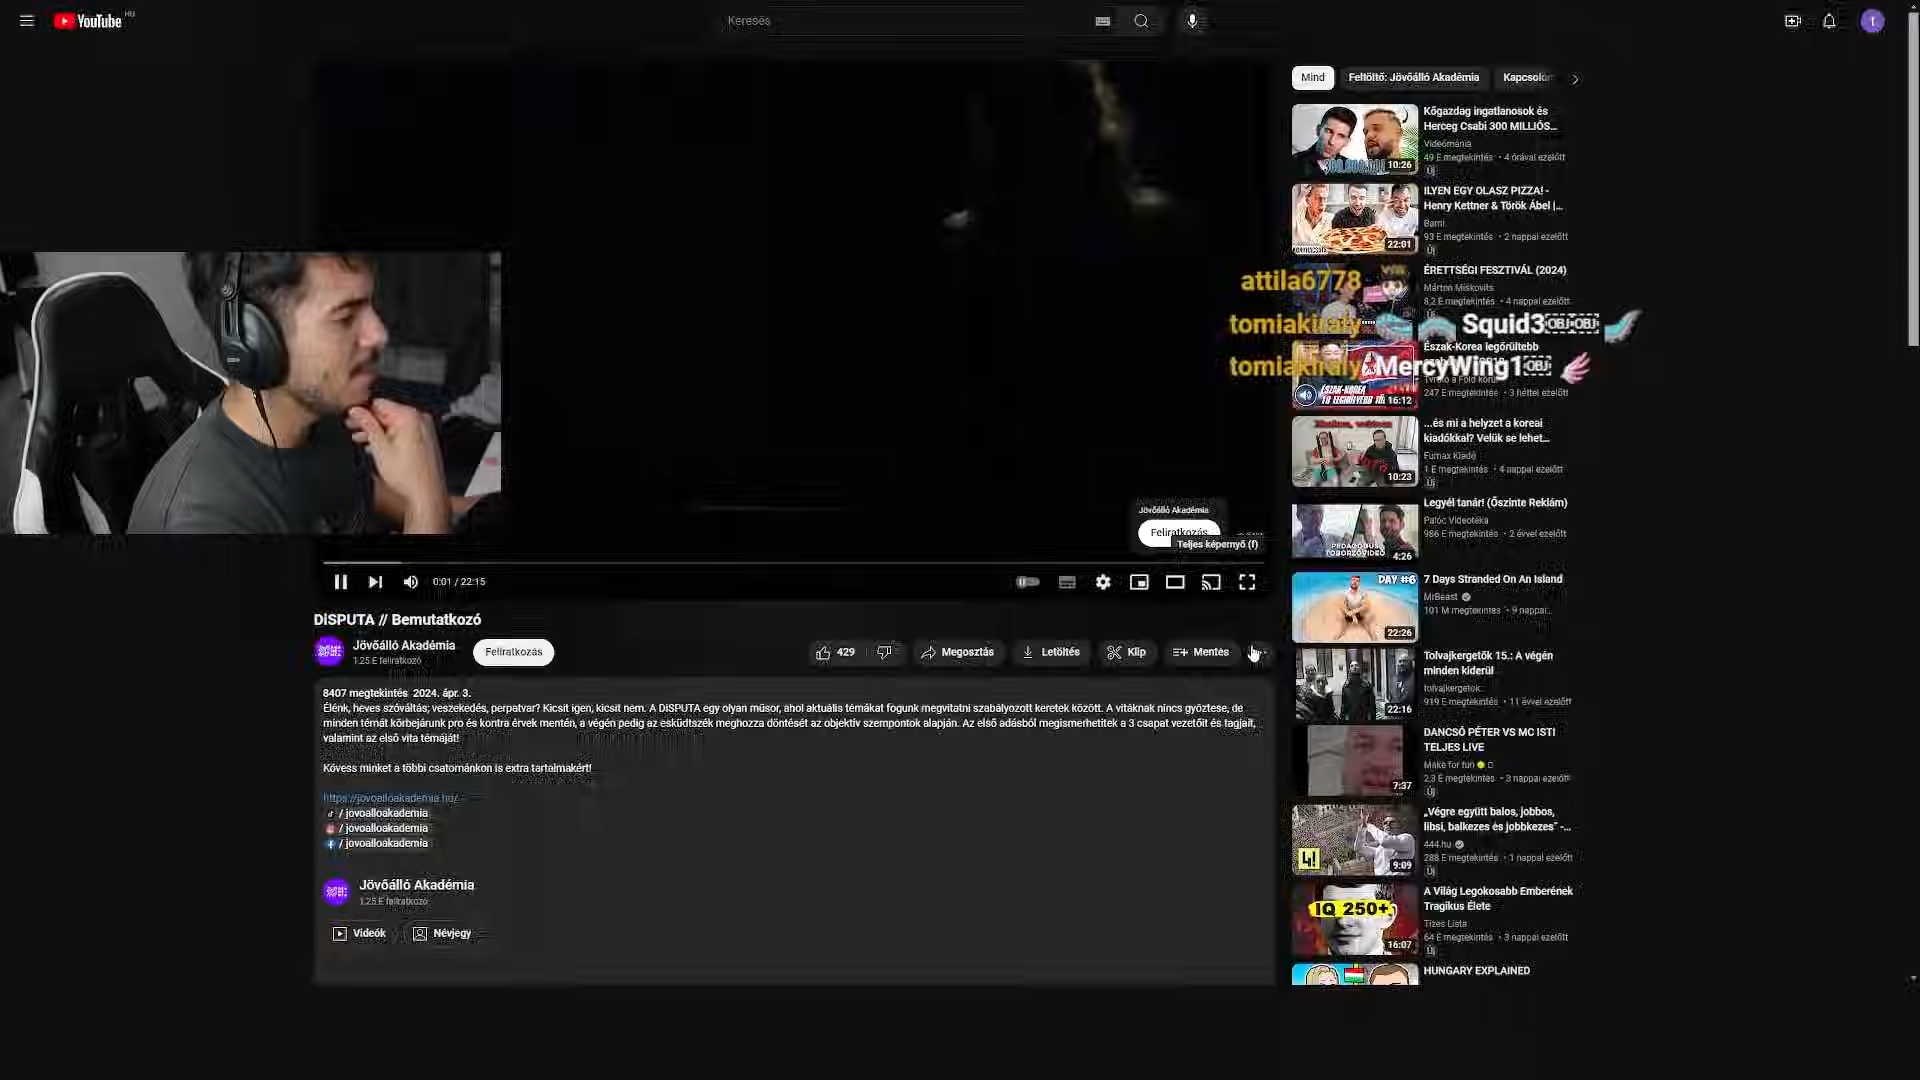 YouTube HU
Keresés
t
Mind
Feltöltő: Jövőálló Akadémia
Jövőálló Akadémia
Feliratkozás
Teljes képernyő (f)
0:01 / 22:15
DiSPUTA // Bemutatkozó
Jövőálló Akadémia
1,25 E feliratkozó
Feliratkozás
429
Megosztás
Letöltés
Klip
Mentés
8407 megtekintés 2024. ápr. 3.
Élénk, heves szóváltás; veszekedés, perpatvar? Kicsit igen, kicsit nem. A DiSPUTA egy olyan műsor, ahol aktuális témákat fogunk megvitatni szabályozott keretek között. A vitáknak nincs győztese, de
minden témát körbejárunk pro és kontra érvek mentén, a végén pedig az esküdtszék meghozza döntését az objektív szempontok alapján. Az első adásból megismerhetitek a 3 csapat vezetőit és tagjait,
valamint az első vita témáját!
Kövess minket a többi csatornánkon is extra tartalmakért!
https://jovoalloakademia.hu/
/ jovoalloakademia
/ jovoalloakademia
/ jovoalloakademia
Jövőálló Akadémia
1,25 E feliratkozó
Videók
Névjegy
Kőgazdag ingatlanosok és
Herceg Csabi 300 MILLIÓS...
Videómánia
49 E megtekintés • 4 órával ezelőtt
Új
10:26
ILYEN EGY OLASZ PIZZA! -
Henry Kettner & Török Ábel |...
Bami.
93 E megtekintés • 2 nappal ezelőtt
Új
22:01
attila6778
ÉRETTSÉGI FESZTIVÁL (2024)
Márton Miskovits
8,2 E megtekintés • 4 nappal ezelőtt
tomiakiraly
Squid3
Észak-Korea legőrültebb
tomiakiraly
MercyWing1
247 E megtekintés • 3 héttel ezelőtt
16:12
...és mi a helyzet a koreai
kiadókkal? Velük se lehet...
Fumax Kiadó
1 E megtekintés • 4 nappal ezelőtt
Új
10:23
Legyél tanár! (Őszinte Reklám)
Palóc Videotéka
986 E megtekintés • 2 évvel ezelőtt
4:26
DAY #6
7 Days Stranded On An Island
MrBeast
101 M megtekintés • 9 nappal...
22:26
Tolvajkergetők 15.: A végén
minden kiderül
tolvajkergetok
919 E megtekintés • 11 évvel ezelőtt
22:16
DANCSÓ PÉTER VS MC ISTI
TELJES LIVE
Make for fun
2,3 E megtekintés • 3 nappal ezelőtt
Új
7:37
„Végre együtt balos, jobbos,
libsi, balkezes és jobbkezes" -...
444.hu
288 E megtekintés • 1 nappal ezelőtt
Új
9:09
IQ 250+
A Világ Legokosabb Emberének
Tragikus Élete
Tizes Lista
64 E megtekintés • 3 nappal ezelőtt
Új
16:07
HUNGARY EXPLAINED